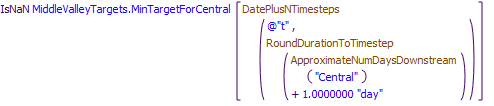 IsNaN MiddleValleyTargets.MinTargetForCentral [ DatePlusNTimesteps
( @"t" ,
RoundDurationToTimestep
( ApproximateNumDaysDownstream
( "Central" )
+ 1.0000000 "day" ) ) ]